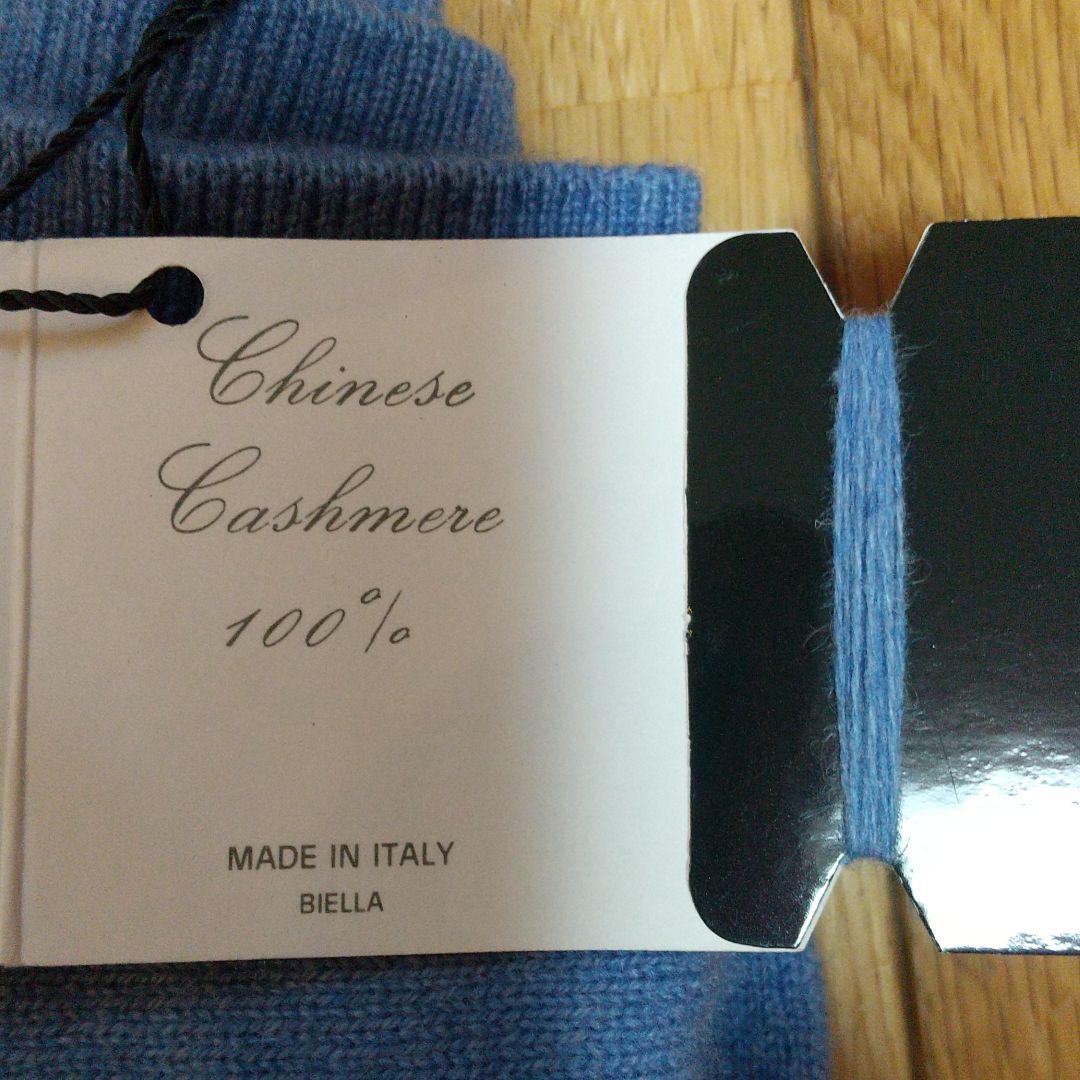 Chinese
Cashmere
100%
MADE IN ITALY
BIELLA